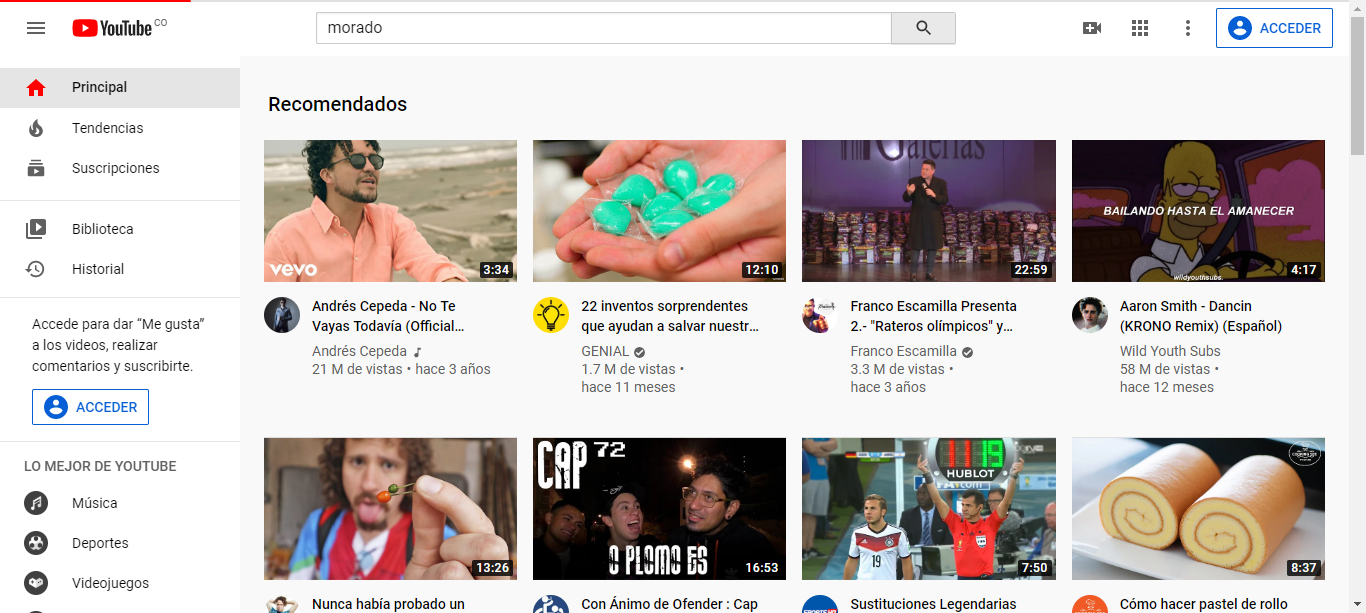 YouTube CO
morado
ACCEDER
Principal
Tendencias
Suscripciones
Biblioteca
Historial
Accede para dar “Me gusta”
a los videos, realizar
comentarios y suscribirte.
ACCEDER
LO MEJOR DE YOUTUBE
Música
Deportes
Videojuegos
Recomendados
vevo
3:34
12:10
Galerías
22:59
BAILANDO HASTA EL AMANECER
wildyouthsubs.
4:17
Andrés Cepeda - No Te
Vayas Todavía (Official...
Andrés Cepeda
21 M de vistas • hace 3 años
22 inventos sorprendentes
que ayudan a salvar nuestr...
GENIAL
1.7 M de vistas •
hace 11 meses
Franco Escamilla Presenta
2.- "Rateros olímpicos" y...
Franco Escamilla
3.3 M de vistas •
hace 3 años
Aaron Smith - Dancin
(KRONO Remix) (Español)
Wild Youth Subs
58 M de vistas •
hace 12 meses
13:26
CAP 72
O PLOMO ES
16:53
11 19
HUBLOT
19
7:50
8:37
Nunca había probado un
Con Ánimo de Ofender : Cap
Sustituciones Legendarias
Cómo hacer pastel de rollo